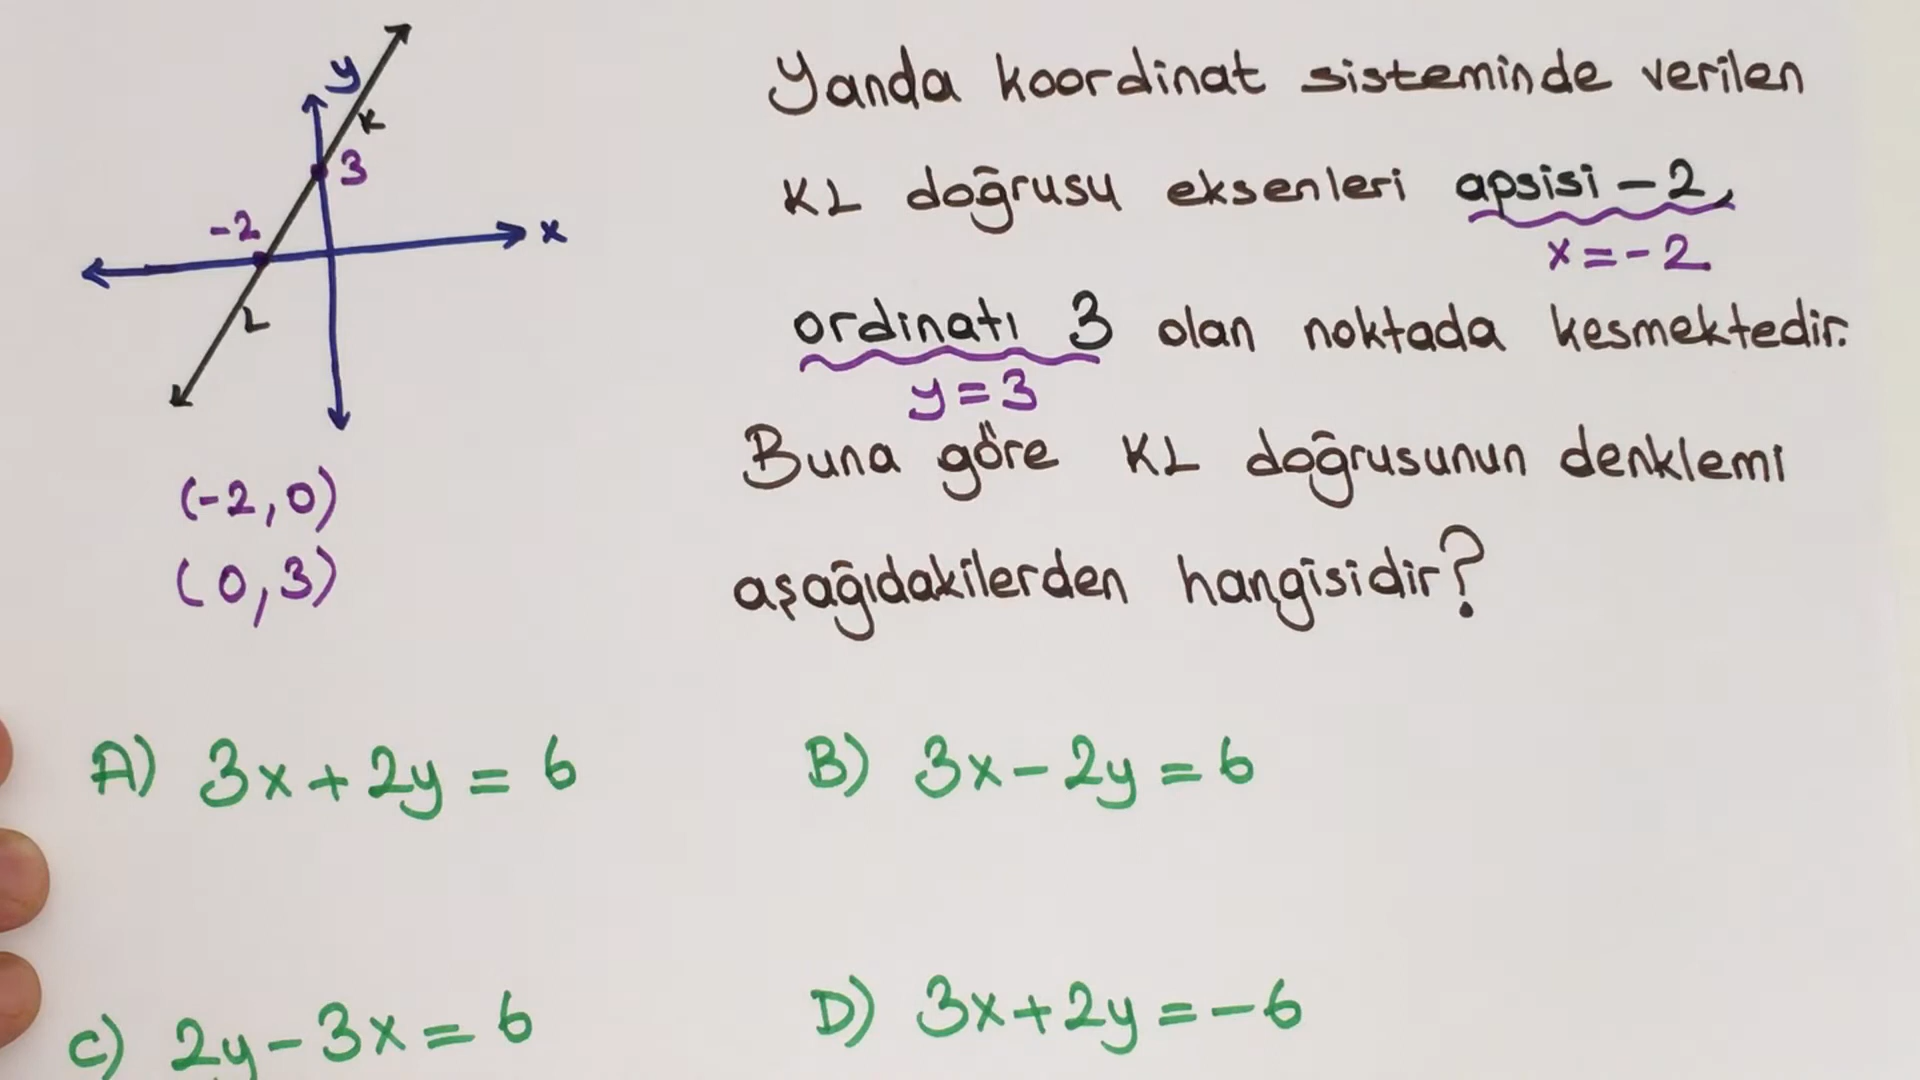 y
K
3
-2
x
L
(-2,0)
(0,3)
Yanda koordinat sisteminde verilen
KL doğrusu eksenleri apsisi -2,
x=-2
ordinatı 3 olan noktada kesmektedir.
y=3
Buna göre KL doğrusunun denklemi
aşağıdakilerden hangisidir?
A) 3x+2y=6
B) 3x-2y=6
C) 2y-3x=6
D) 3x+2y=-6